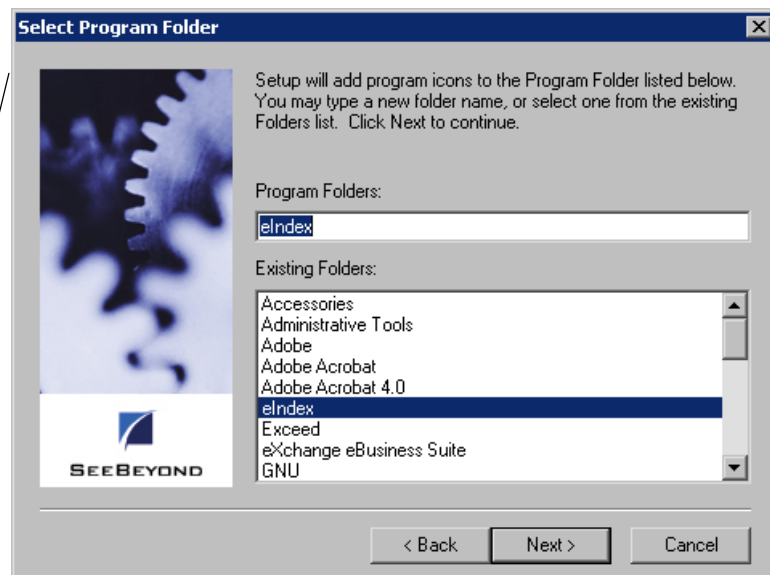 Select Program Folder
Setup will add program icons to the Program Folder listed below.
You may type a new folder name, or select one from the existing
Folders list. Click Next to continue.
Program Folders:
eIndex
Existing Folders:
Accessories
Administrative Tools
Adobe
Adobe Acrobat
Adobe Acrobat 4.0
eIndex
Exceed
eXchange eBusiness Suite
GNU
SEEBEYOND
< Back
Next >
Cancel